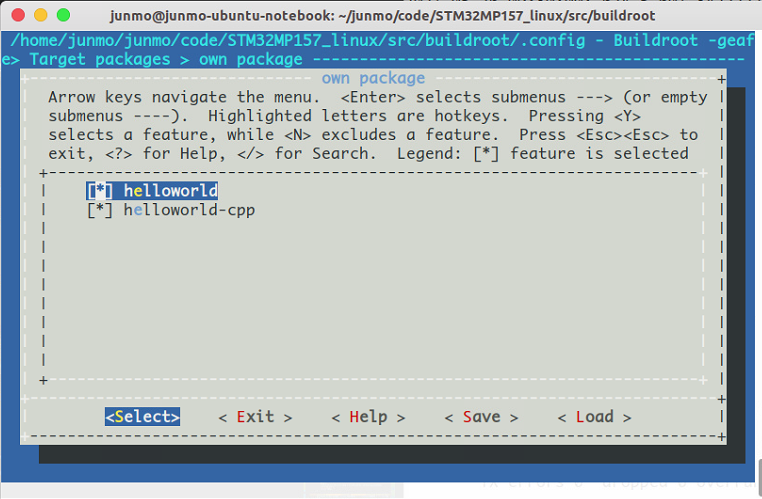 junmo@junmo-ubuntu-notebook: ~/junmo/code/STM32MP157_linux/src/buildroot
/home/junmo/junmo/code/STM32MP157_linux/src/buildroot/.config - Buildroot -geaf
e> Target packages > own package
own package
Arrow keys navigate the menu.  <Enter> selects submenus ---> (or empty
submenus ----).  Highlighted letters are hotkeys.  Pressing <Y>
selects a feature, while <N> excludes a feature.  Press <Esc><Esc> to
exit, <?> for Help, </> for Search.  Legend: [*] feature is selected
[*] helloworld
[*] helloworld-cpp
<Select>    < Exit >    < Help >    < Save >    < Load >